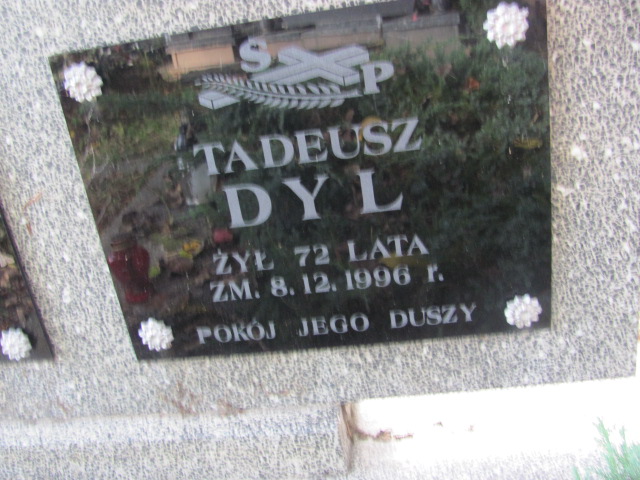 S P
TADEUSZ
DYL
ŻYŁ 72 LATA
ZM. 8.12.1996 r.
POKÓJ JEGO DUSZY